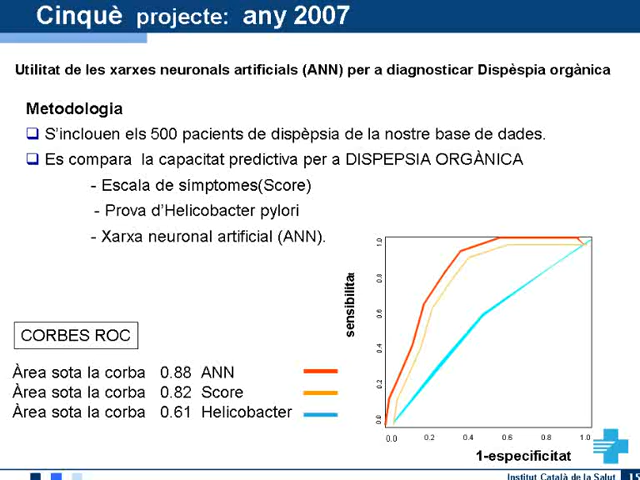 Cinquè projecte: any 2007
Utilitat de les xarxes neuronals artificials (ANN) per a diagnosticar Dispèspia orgànica
Metodologia
S'inclouen els 500 pacients de dispèpsia de la nostre base de dades.
Es compara la capacitat predictiva per a DISPEPSIA ORGÀNICA
- Escala de símptomes(Score)
- Prova d'Helicobacter pylori
- Xarxa neuronal artificial (ANN).
CORBES ROC
Àrea sota la corba 0.88 ANN
Àrea sota la corba 0.82 Score
Àrea sota la corba 0.61 Helicobacter
sensibilitat
1.0
0.8
0.6
0.4
0.2
0.0
0.0 0.2 0.4 0.6 0.8 1.0
1-especificitat
Institut Català de la Salut